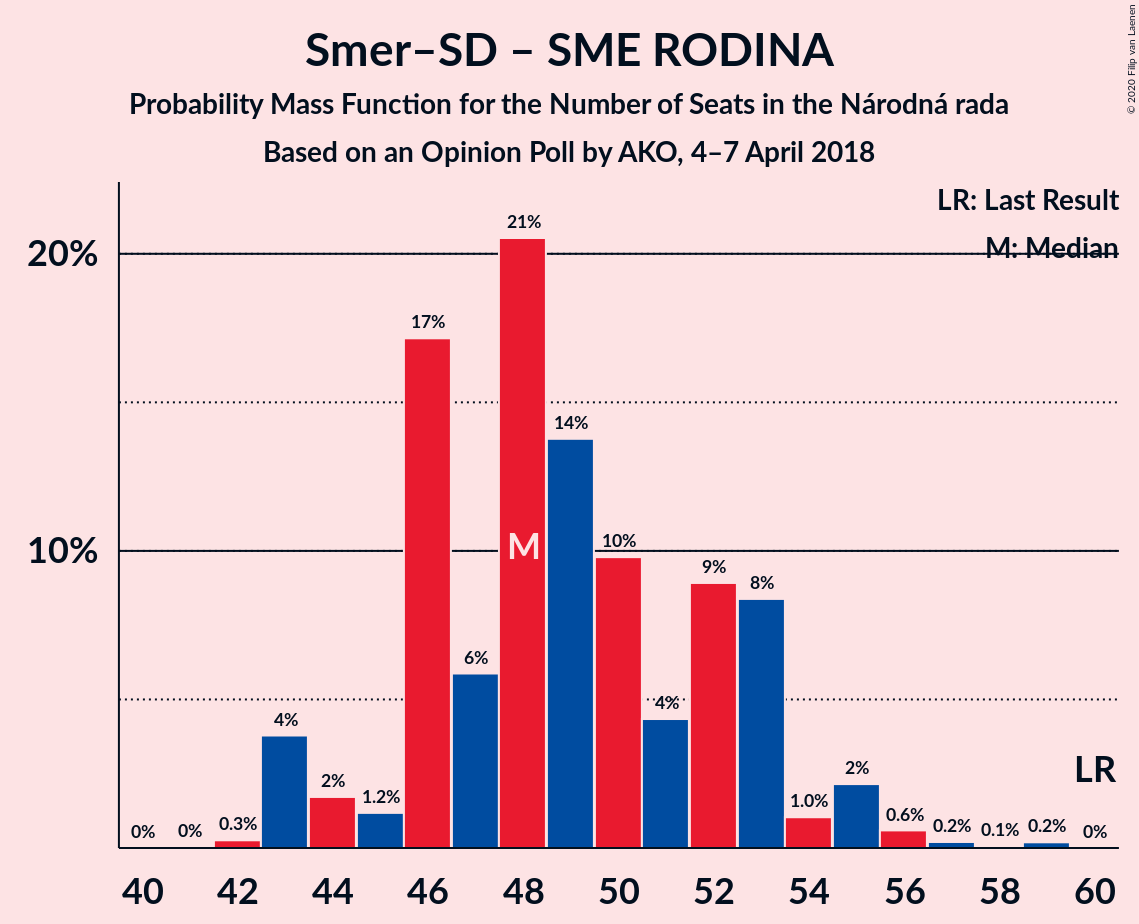 Smer–SD – SME RODINA
Probability Mass Function for the Number of Seats in the Národná rada
Based on an Opinion Poll by AKO, 4–7 April 2018
© 2020 Filip van Laenen
LR: Last Result
M: Median
20%
10%
0%
0%
0.3%
4%
2%
1.2%
17%
6%
21%
14%
10%
4%
9%
8%
1.0%
2%
0.6%
0.2%
0.1%
0.2%
0%
M
LR
40 42 44 46 48 50 52 54 56 58 60